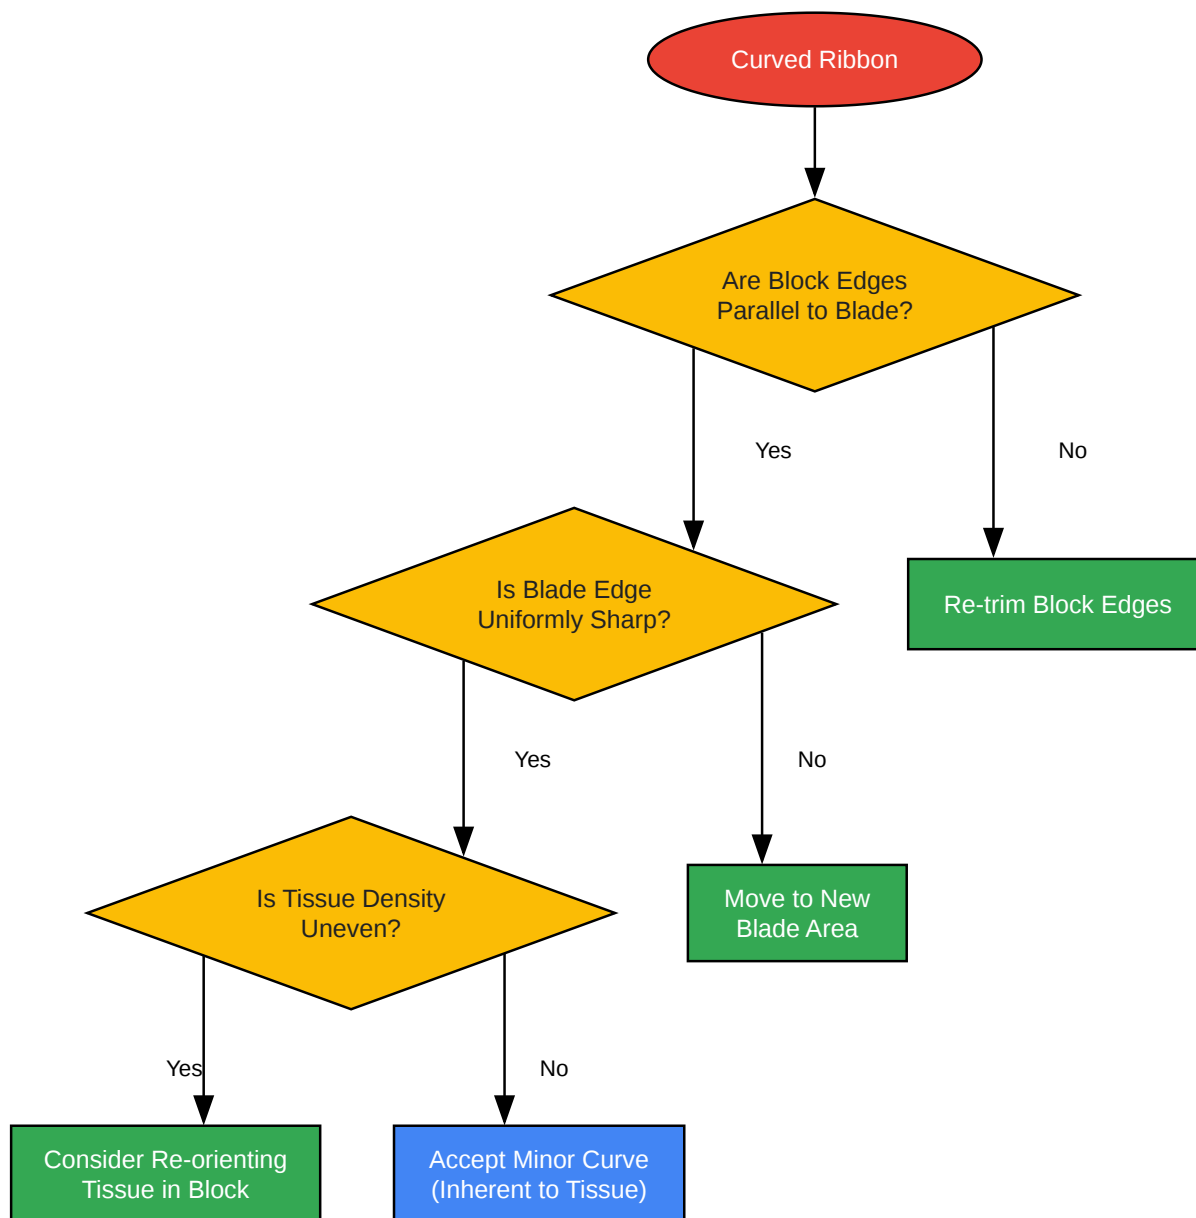 Curved Ribbon
Are Block Edges
Parallel to Blade?
Yes
No
Is Blade Edge
Uniformly Sharp?
Re-trim Block Edges
Yes
No
Is Tissue Density
Uneven?
Move to New
Blade Area
Yes
No
Consider Re-orienting
Tissue in Block
Accept Minor Curve
(Inherent to Tissue)